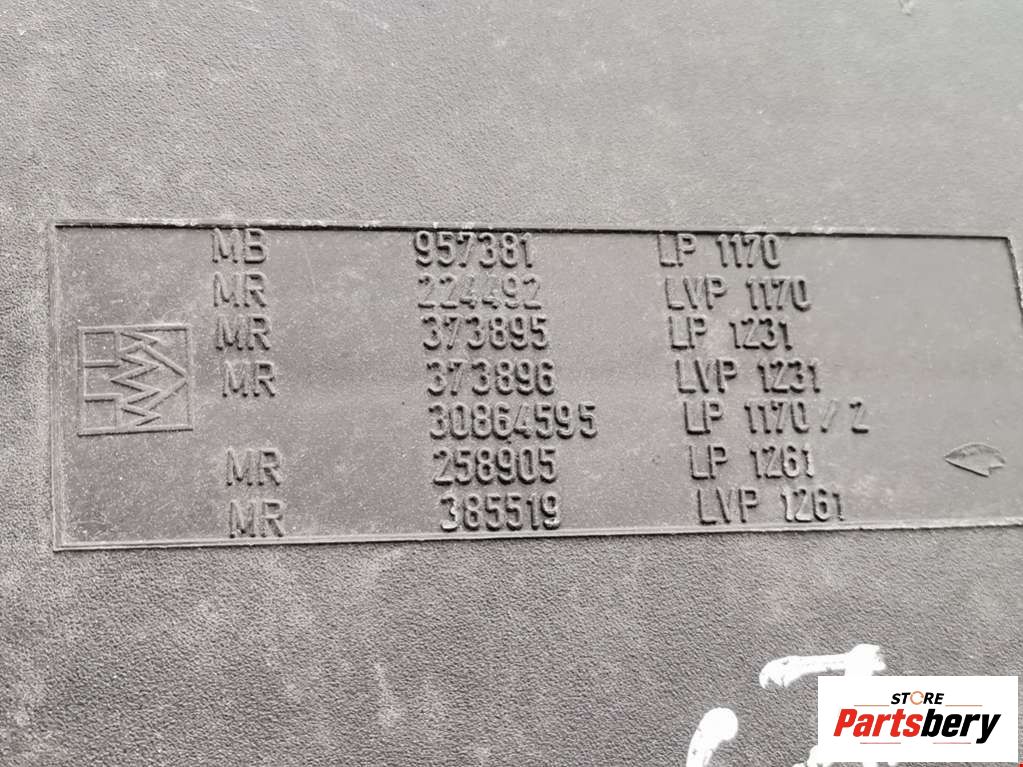 MB 957381 LP 1170
MR 224492 LVP 1170
MR 373895 LP 1231
MR 373896 LVP 1231
30864595 LP 1170/2
MR 258905 LP 1261
MR 385519 LVP 1261
STORE
Partsbery